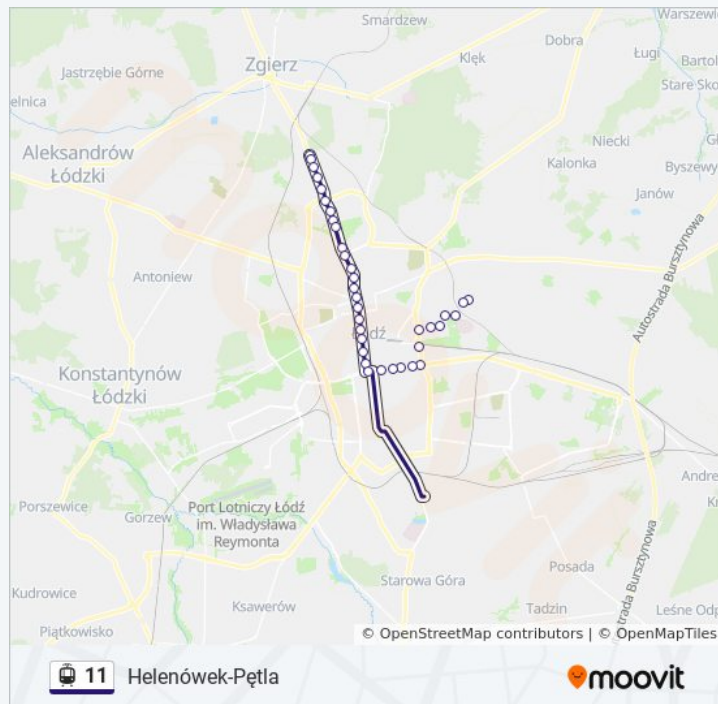 Smardzew
Warszewic
Zgierz
Klęk
Dobra
Ługi
Bartol
Jastrzębie Górne
Stare Sko
elnica
Niecki
Aleksandrów
Łódzki
Kalonka
Byszewy
Janów
Antoniew
Autostrada Bursztynowa
Łódź
Konstantynów
Łódzki
Andre
Porszewice
Gorzew
Port Lotniczy Łódź
im. Władysława
Reymonta
Posada
Starowa Góra
Kudrowice
Ksawerów
Tadzin
Leśne Odp
Piątkowisko
© OpenStreetMap contributors | © OpenMapTiles
11 Helenówek-Pętla
moovit